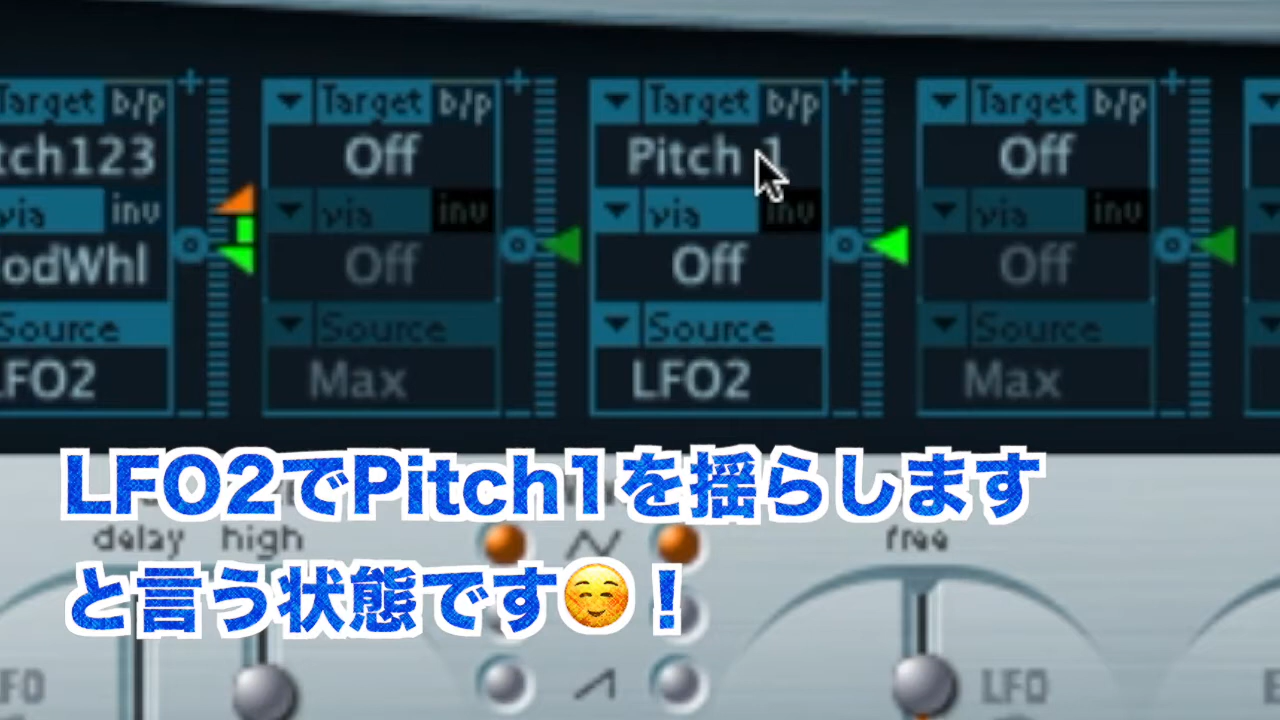 Target b/p Target b/p Target b/p Target b/p
tch123 Off Pitch 1 Off
via inv via inv via inv via inv
odWhl Off Off Off
Source Source Source Source
LFO2 Max LFO2 Max
LFO2でPitch1を揺らします
delay high free
と言う状態です☺️！
LFO